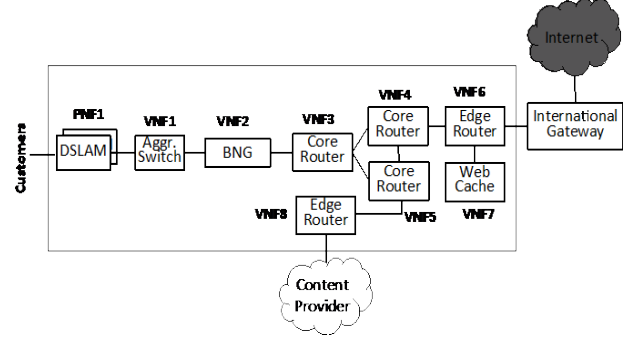 Internet
PNF1
VNF1
VNF2
VNF3
VNF4
VNF6
DSLAM
Aggr.
Switch
BNG
Core
Router
Core
Router
Edge
Router
International
Gateway
Customers
Core
Router
Web
Cache
VNF8
Edge
Router
VNF5
VNF7
Content
Provider